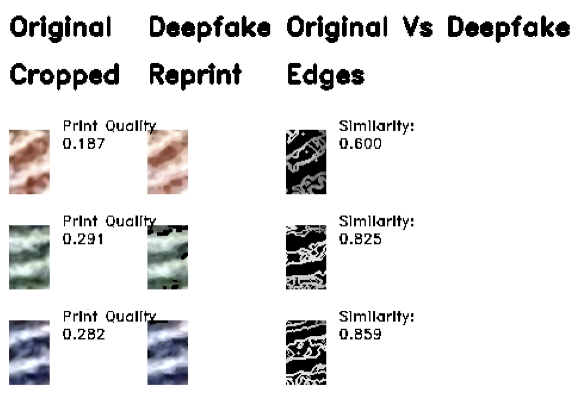 Original Deepfake Original Vs Deepfake
Cropped Reprint Edges
Print Quality Similarity:
0.187 0.600
Print Quality Similarity:
0.291 0.825
Print Quality Similarity:
0.282 0.859